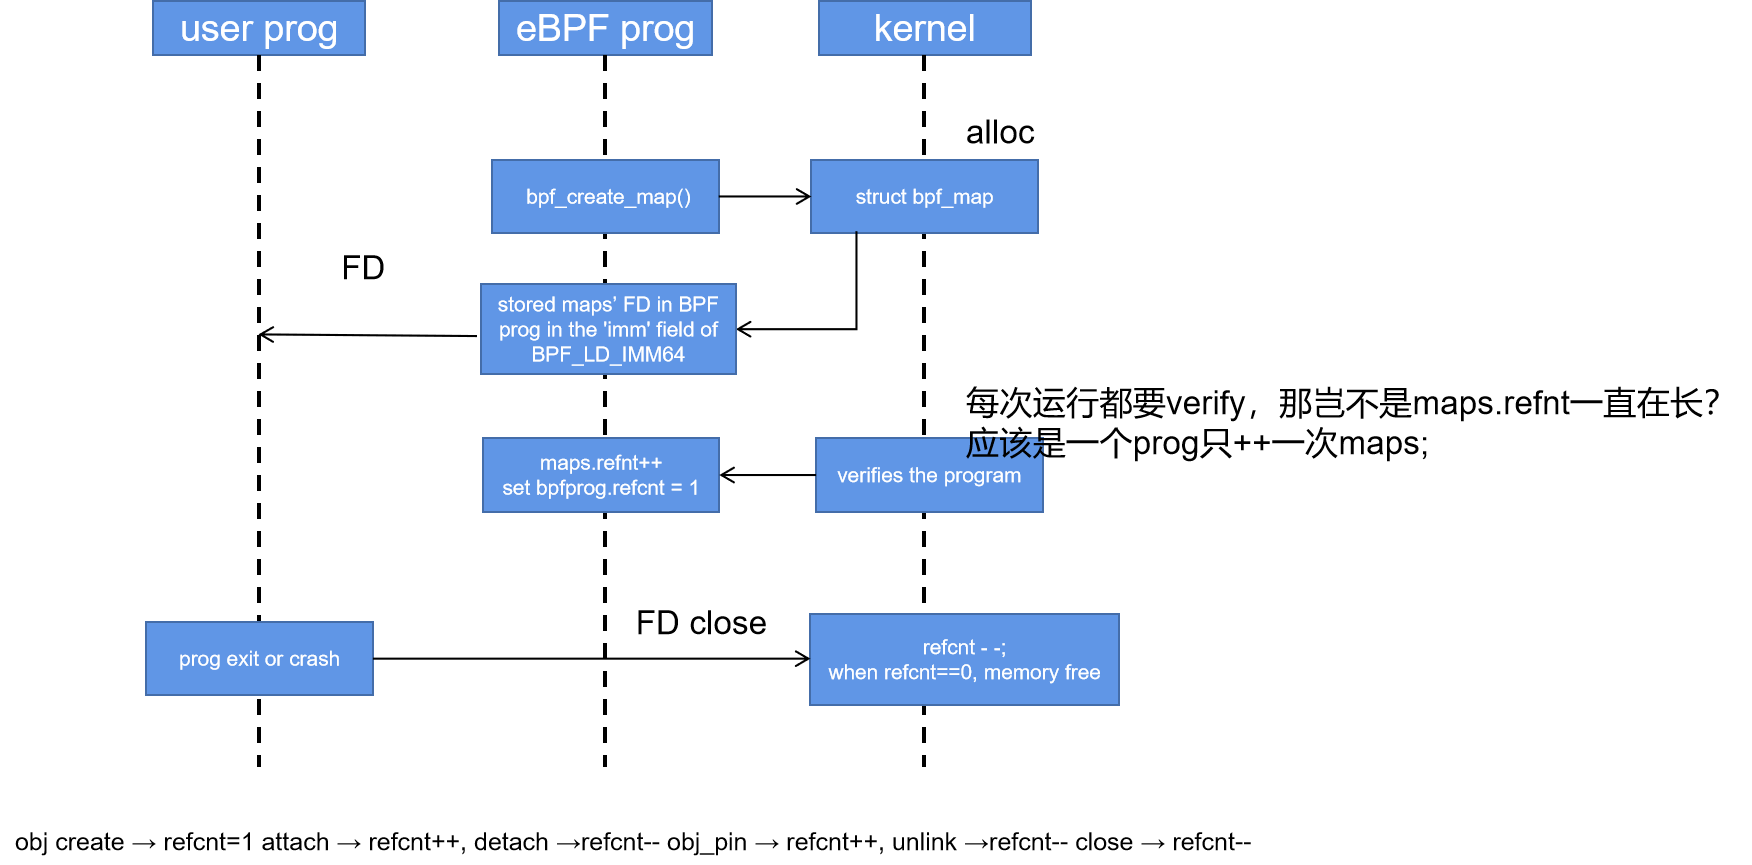 user prog
eBPF prog
kernel
alloc
bpf_create_map()
struct bpf_map
FD
stored maps’ FD in BPF
prog in the 'imm' field of
BPF_LD_IMM64
每次运行都要verify，那岂不是maps.refnt一直在长？
应该是一个prog只++一次maps;
maps.refnt++
set bpfprog.refcnt = 1
verifies the program
FD close
prog exit or crash
refcnt - -;
when refcnt==0, memory free
obj create → refcnt=1 attach → refcnt++, detach →refcnt-- obj_pin → refcnt++, unlink →refcnt-- close → refcnt--